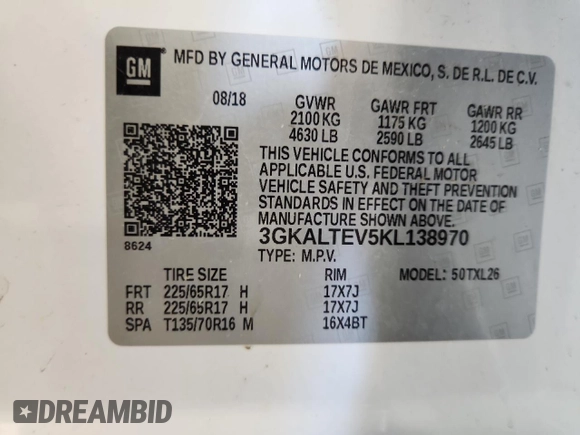 GM
MFD BY GENERAL MOTORS DE MEXICO, S. DE R.L. DE C.V.
08/18 GVWR GAWR FRT GAWR RR
2100 KG 1175 KG 1200 KG
4630 LB 2590 LB 2645 LB
THIS VEHICLE CONFORMS TO ALL
APPLICABLE U.S. FEDERAL MOTOR
VEHICLE SAFETY AND THEFT PREVENTION
STANDARDS IN EFFECT ON THE DATE OF
MANUFACTURE SHOWN ABOVE.
8624 3GKALTEV5KL138970
TYPE: M.P.V. MODEL: 50TXL26
TIRE SIZE RIM
FRT 225/65R17 H 17X7J
RR 225/65R17 H 17X7J
SPA T135/70R16 M 16X4BT
DREAMBID